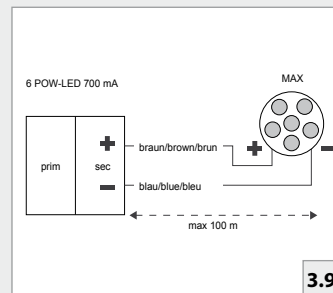 6 POW-LED 700 mA
MAX
+
braun/brown/brun
+
−
prim
sec
−
blau/blue/bleu
max 100 m
3.9